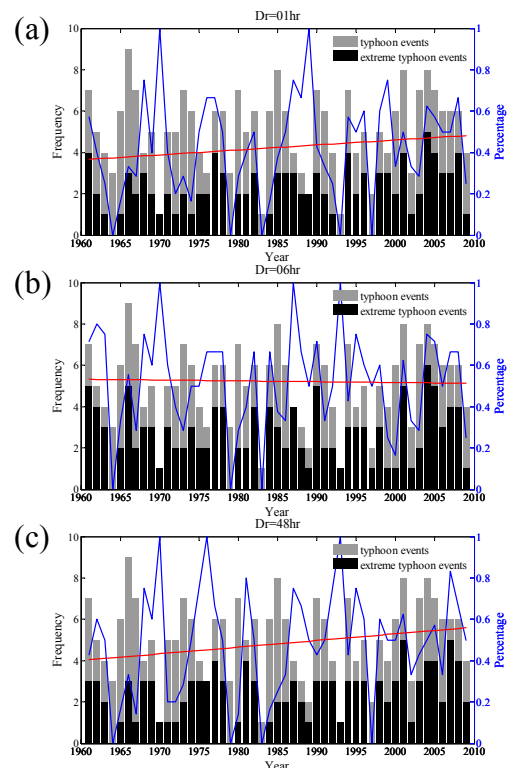 (a)
Dr=01hr
10 8 6 4 2 0
Frequency
typhoon events
extreme typhoon events
1 0.8 0.6 0.4 0.2 0
Percentage
1960 1965 1970 1975 1980 1985 1990 1995 2000 2005 2010
Year
(b)
Dr=06hr
10 8 6 4 2 0
Frequency
typhoon events
extreme typhoon events
1 0.8 0.6 0.4 0.2 0
Percentage
1960 1965 1970 1975 1980 1985 1990 1995 2000 2005 2010
Year
(c)
Dr=48hr
10 8 6 4 2 0
Frequency
typhoon events
extreme typhoon events
1 0.8 0.6 0.4 0.2 0
Percentage
1960 1965 1970 1975 1980 1985 1990 1995 2000 2005 2010
Year